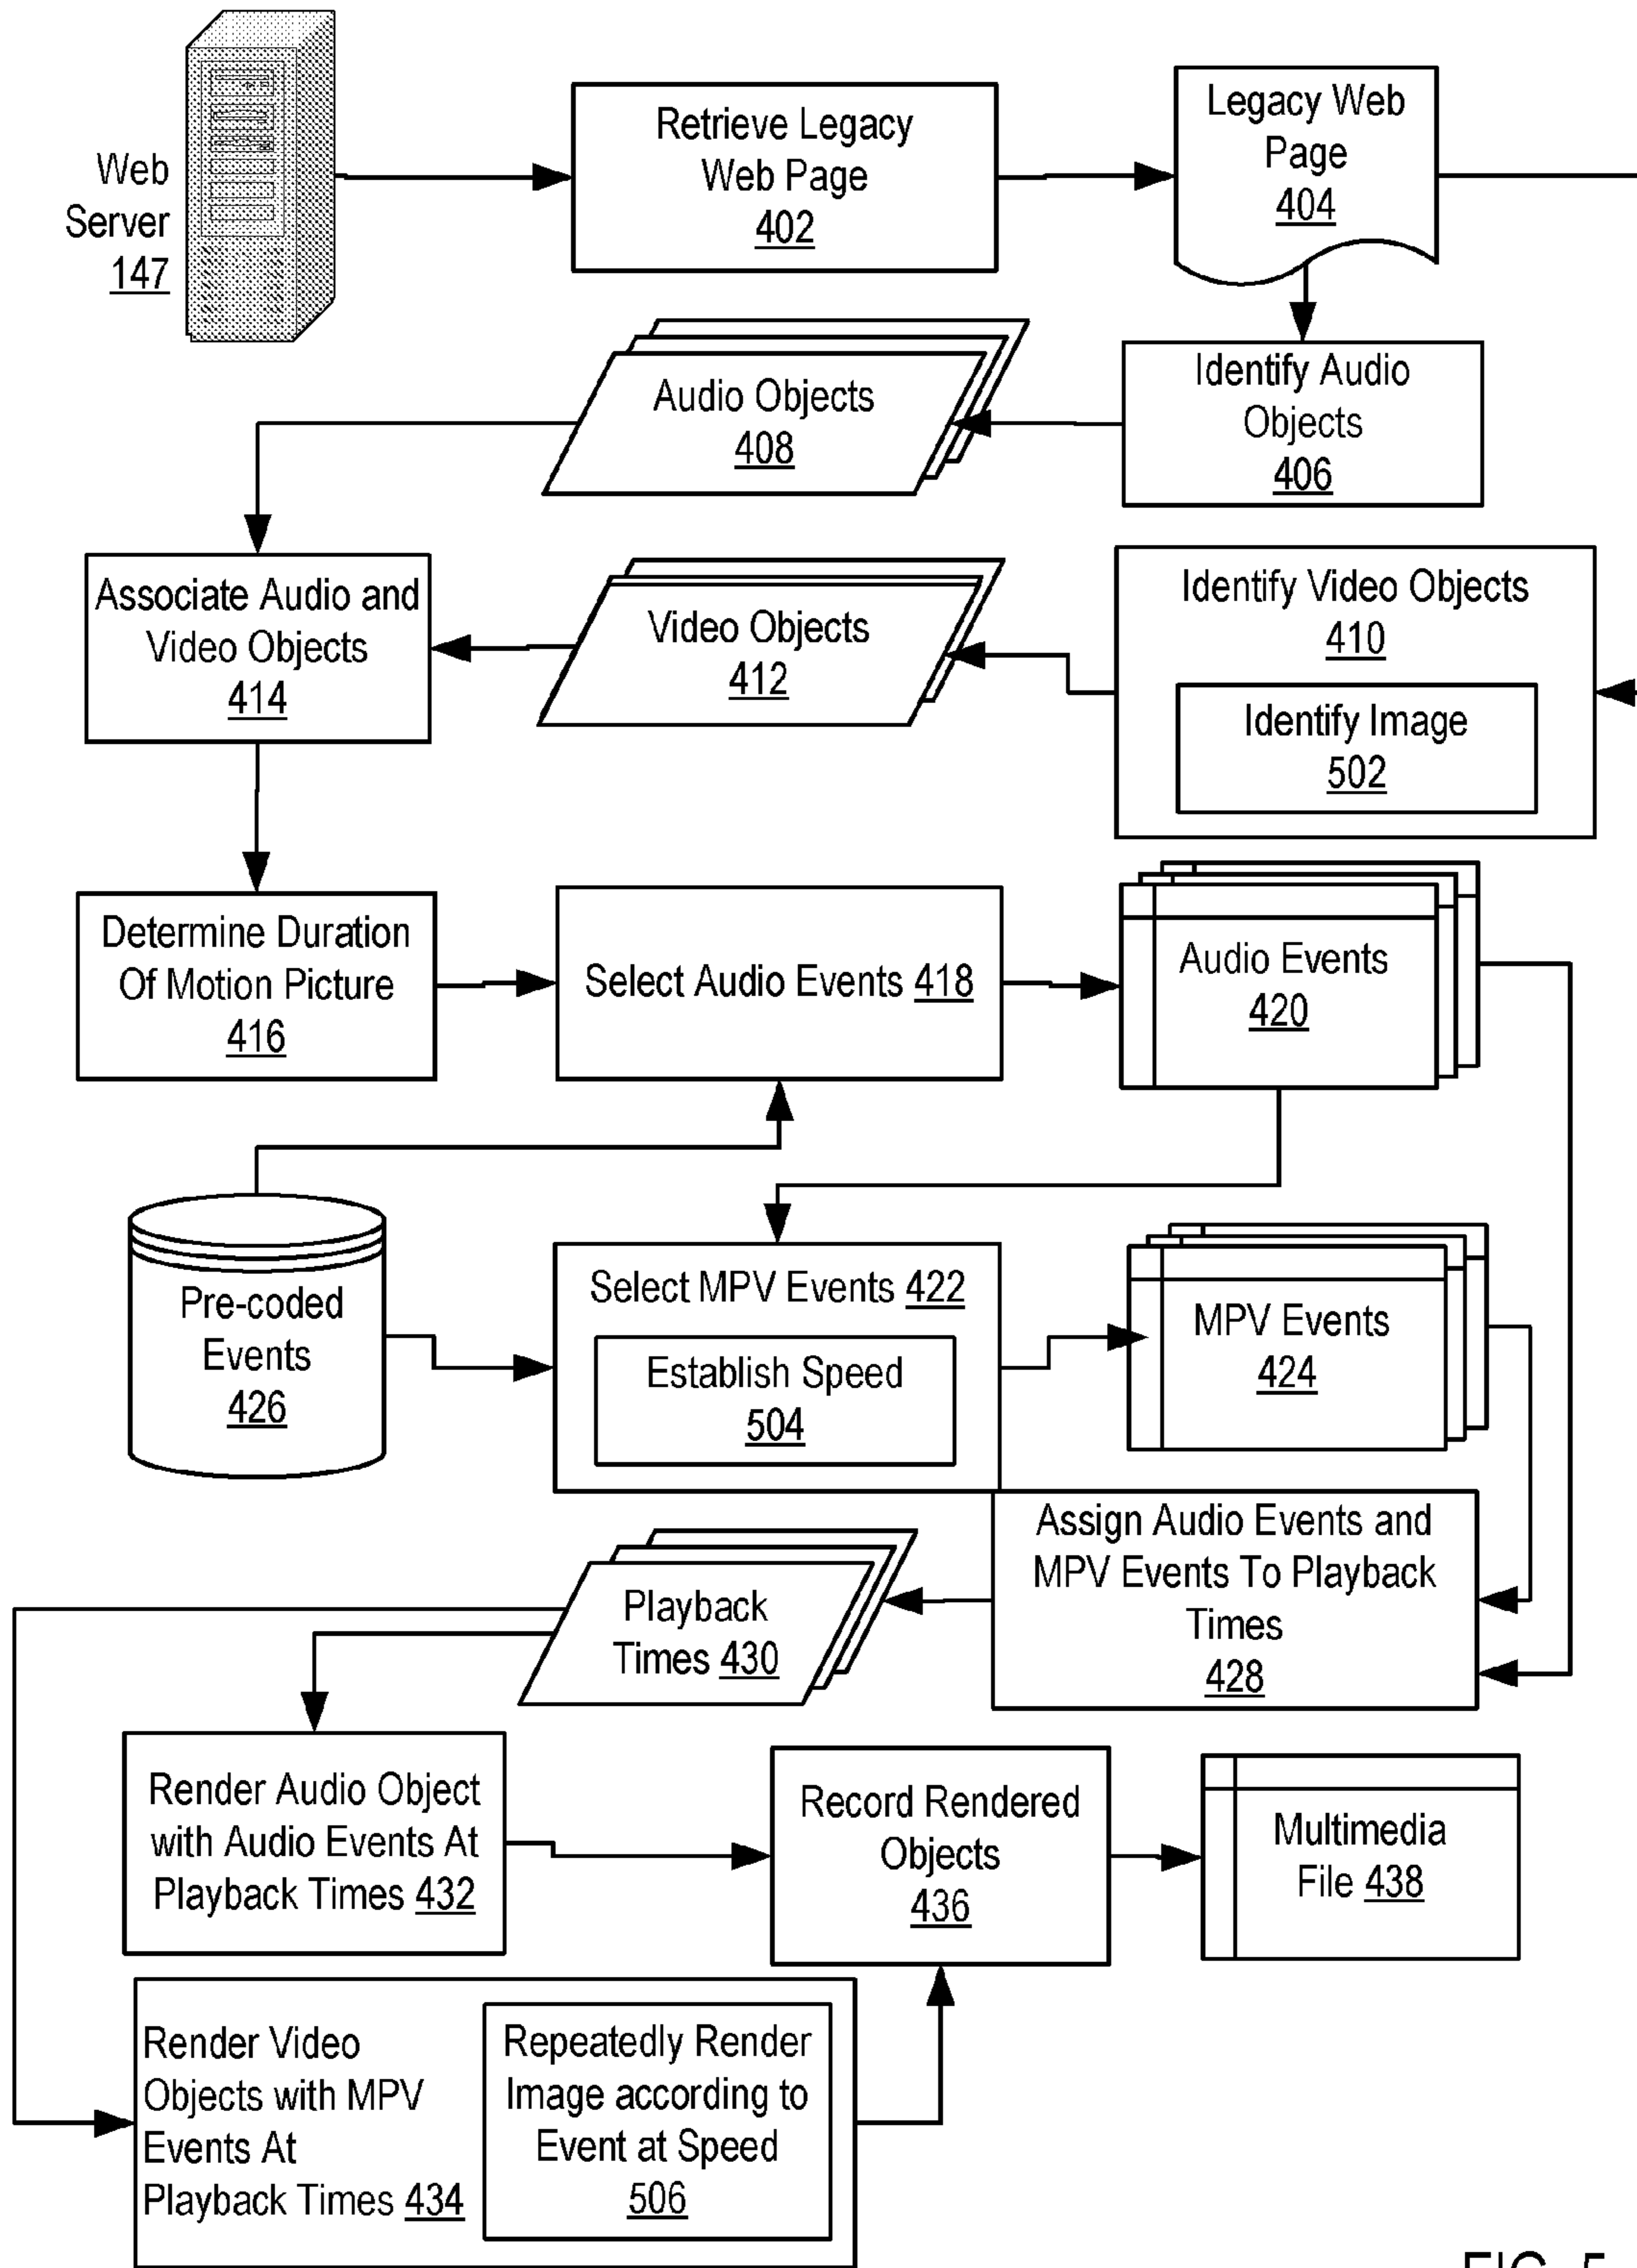 Web
Server
147
Retrieve Legacy
Web Page
402
Legacy Web
Page
404
Audio Objects
408
Identify Audio
Objects
406
Associate Audio and
Video Objects
414
Video Objects
412
Identify Video Objects
410
Identify Image
502
Determine Duration
Of Motion Picture
416
Select Audio Events 418
Audio Events
420
Pre-coded
Events
426
Select MPV Events 422
Establish Speed
504
MPV Events
424
Assign Audio Events and
MPV Events To Playback
Times
428
Playback
Times 430
Render Audio Object
with Audio Events At
Playback Times 432
Record Rendered
Objects
436
Multimedia
File 438
Render Video
Objects with MPV
Events At
Playback Times 434
Repeatedly Render
Image according to
Event at Speed
506
FIG. 5